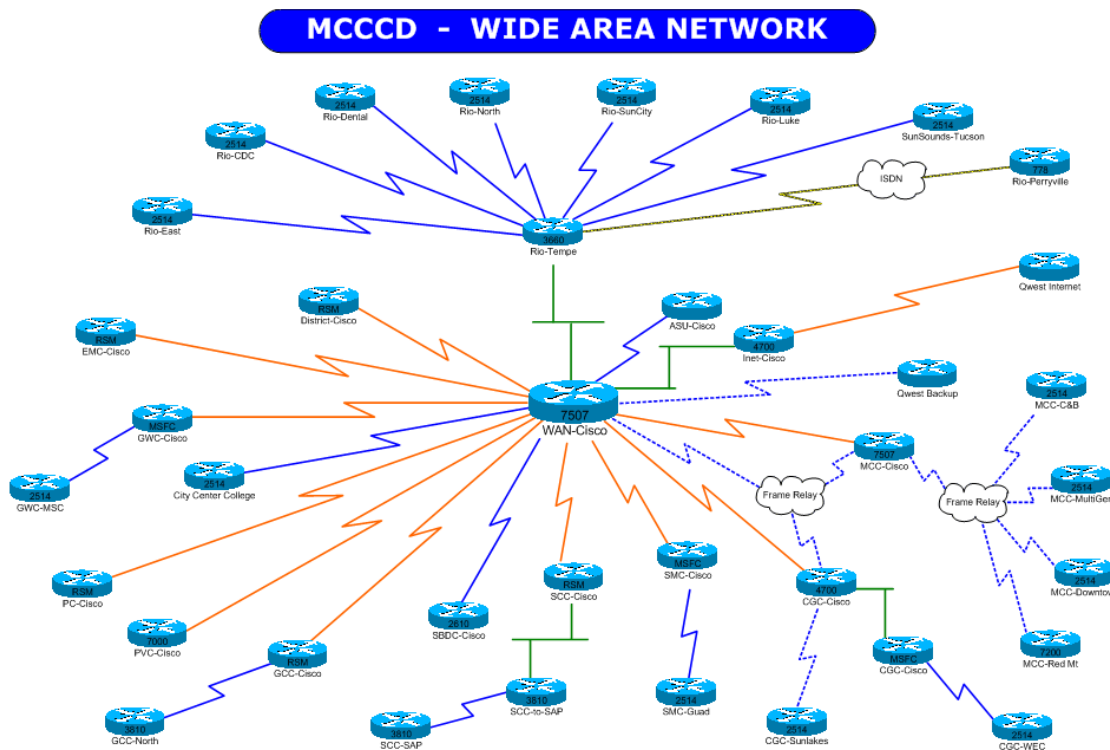 MCCCD - WIDE AREA NETWORK
2514
Rio-Dental
2514
Rio-North
2514
Rio-SunCity
2514
Rio-Luke
2514
SunSounds-Tucson
2514
Rio-CDC
ISDN
778
Rio-Perryville
2514
Rio-East
3660
Rio-Tempe
Qwest Internet
RSM
District-Cisco
ASU-Cisco
RSM
EMC-Cisco
4700
Inet-Cisco
Qwest Backup
2514
MCC-C&B
7507
WAN-Cisco
MSFC
GWC-Cisco
7507
MCC-Cisco
2514
GWC-MSC
2514
City Center College
Frame Relay
Frame Relay
2514
MCC-MultiGen
RSM
PC-Cisco
RSM
SCC-Cisco
MSFC
SMC-Cisco
4700
CGC-Cisco
2514
MCC-Downtow
7000
PVC-Cisco
2610
SBDC-Cisco
RSM
GCC-Cisco
MSFC
CGC-Cisco
7200
MCC-Red Mt
3810
GCC-North
3810
SCC-SAP
3810
SCC-to-SAP
2514
SMC-Guad
2514
CGC-Sunlakes
2514
CGC-WEC